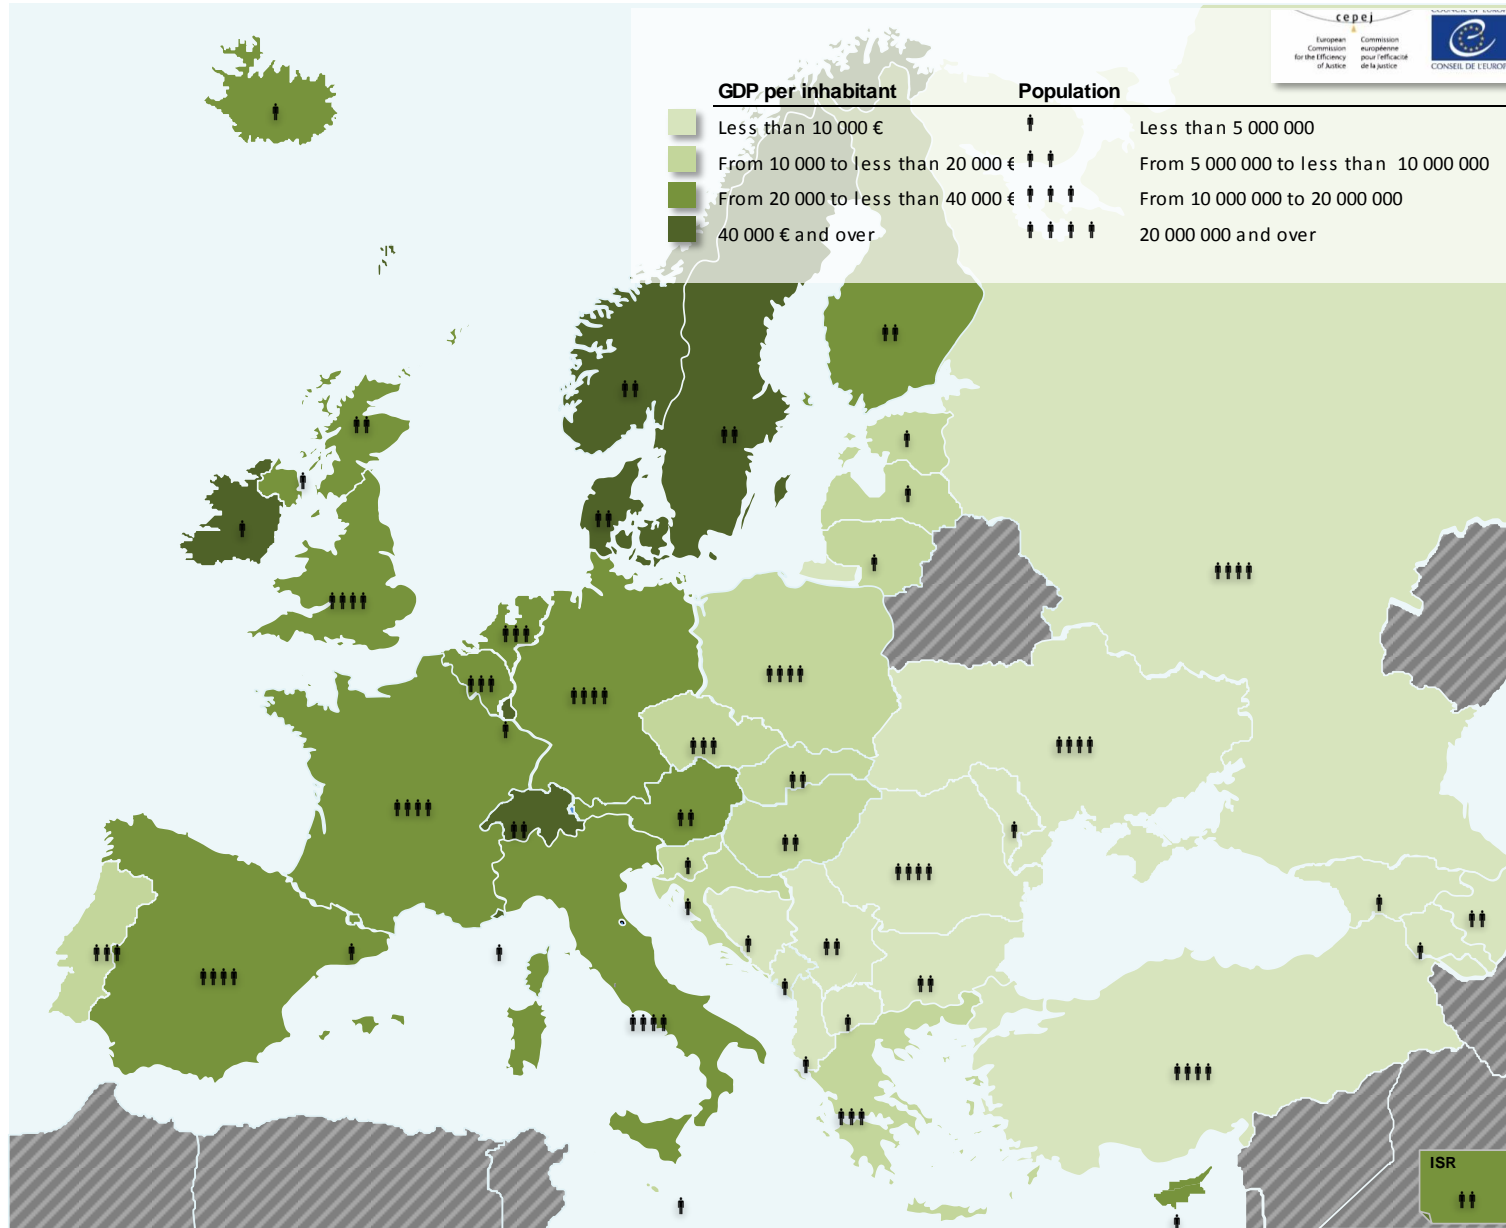 cepej
COUNCIL OF EUROPE
European Commission
Commission européenne
for the Efficiency pour l'efficacité
of Justice de la justice
CONSEIL DE L'EUROPE
GDP per inhabitant Population
Less than 10 000 € Less than 5 000 000
From 10 000 to less than 20 000 € From 5 000 000 to less than 10 000 000
From 20 000 to less than 40 000 € From 10 000 000 to 20 000 000
40 000 € and over 20 000 000 and over
ISR